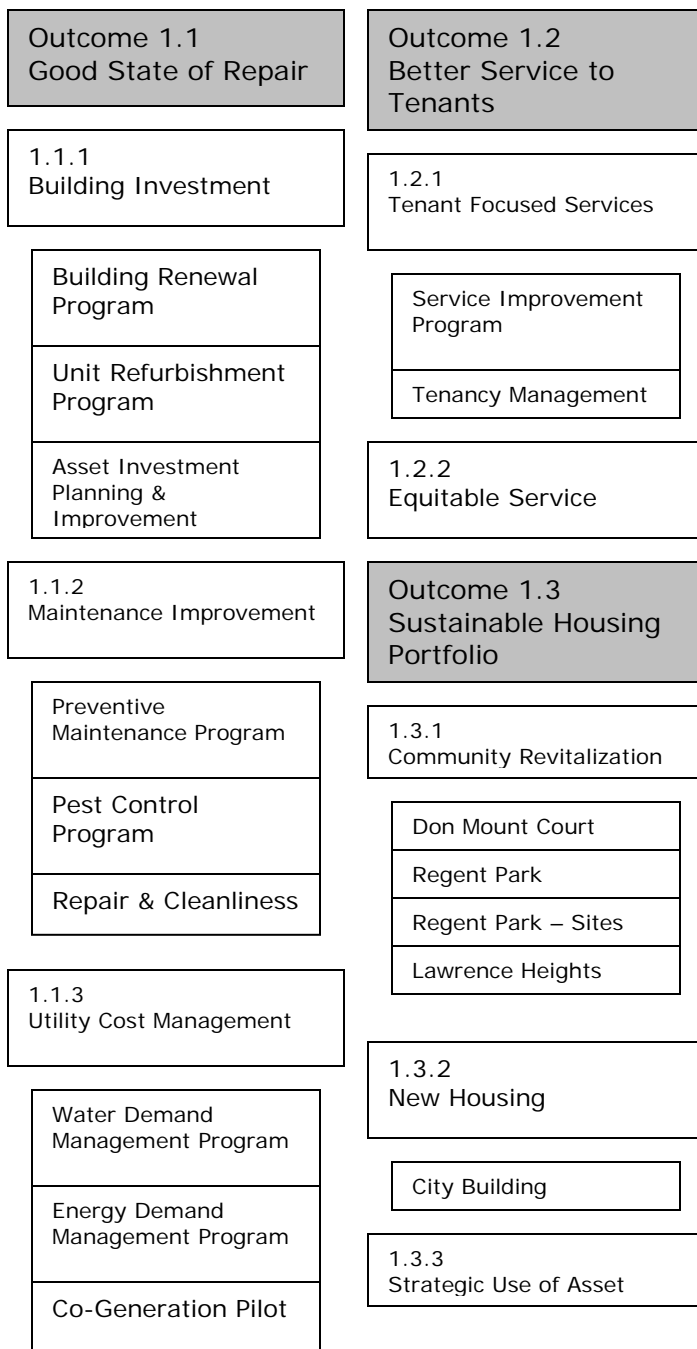 Outcome 1.1
Good State of Repair
1.1.1
Building Investment
Building Renewal
Program
Unit Refurbishment
Program
Asset Investment
Planning &
Improvement
1.1.2
Maintenance Improvement
Preventive
Maintenance Program
Pest Control
Program
Repair & Cleanliness
1.1.3
Utility Cost Management
Water Demand
Management Program
Energy Demand
Management Program
Co-Generation Pilot
Outcome 1.2
Better Service to
Tenants
1.2.1
Tenant Focused Services
Service Improvement
Program
Tenancy Management
1.2.2
Equitable Service
Outcome 1.3
Sustainable Housing
Portfolio
1.3.1
Community Revitalization
Don Mount Court
Regent Park
Regent Park – Sites
Lawrence Heights
1.3.2
New Housing
City Building
1.3.3
Strategic Use of Asset